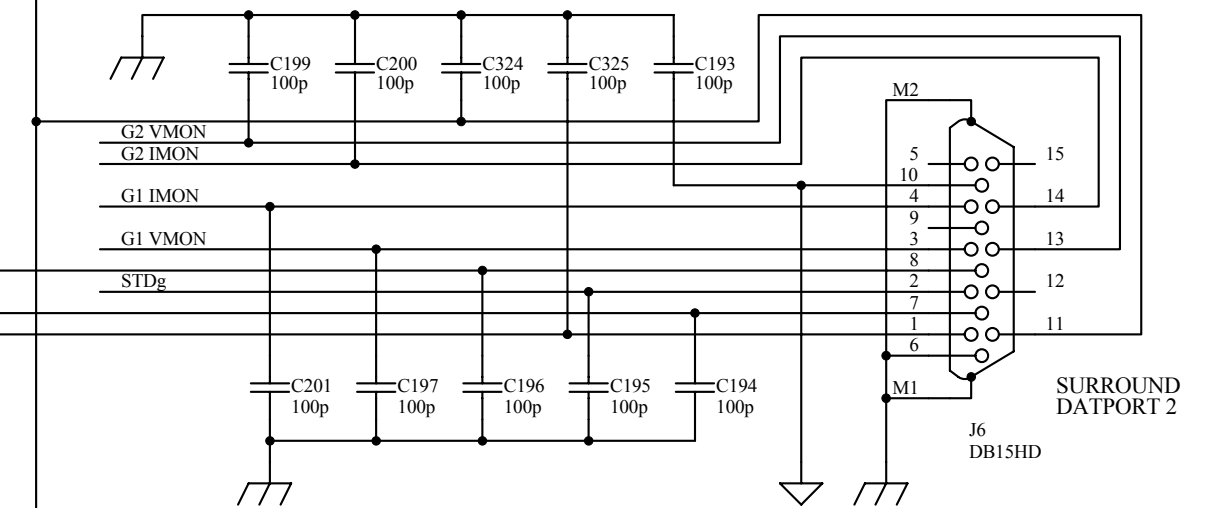 C199
100p
C200
100p
C324
100p
C325
100p
C193
100p
M2
G2 VMON
G2 IMON
G1 IMON
G1 VMON
STDg
5
10
4
9
3
8
2
7
1
6
15
14
13
12
11
C201
100p
C197
100p
C196
100p
C195
100p
C194
100p
M1
SURROUND
DATPORT 2
J6
DB15HD